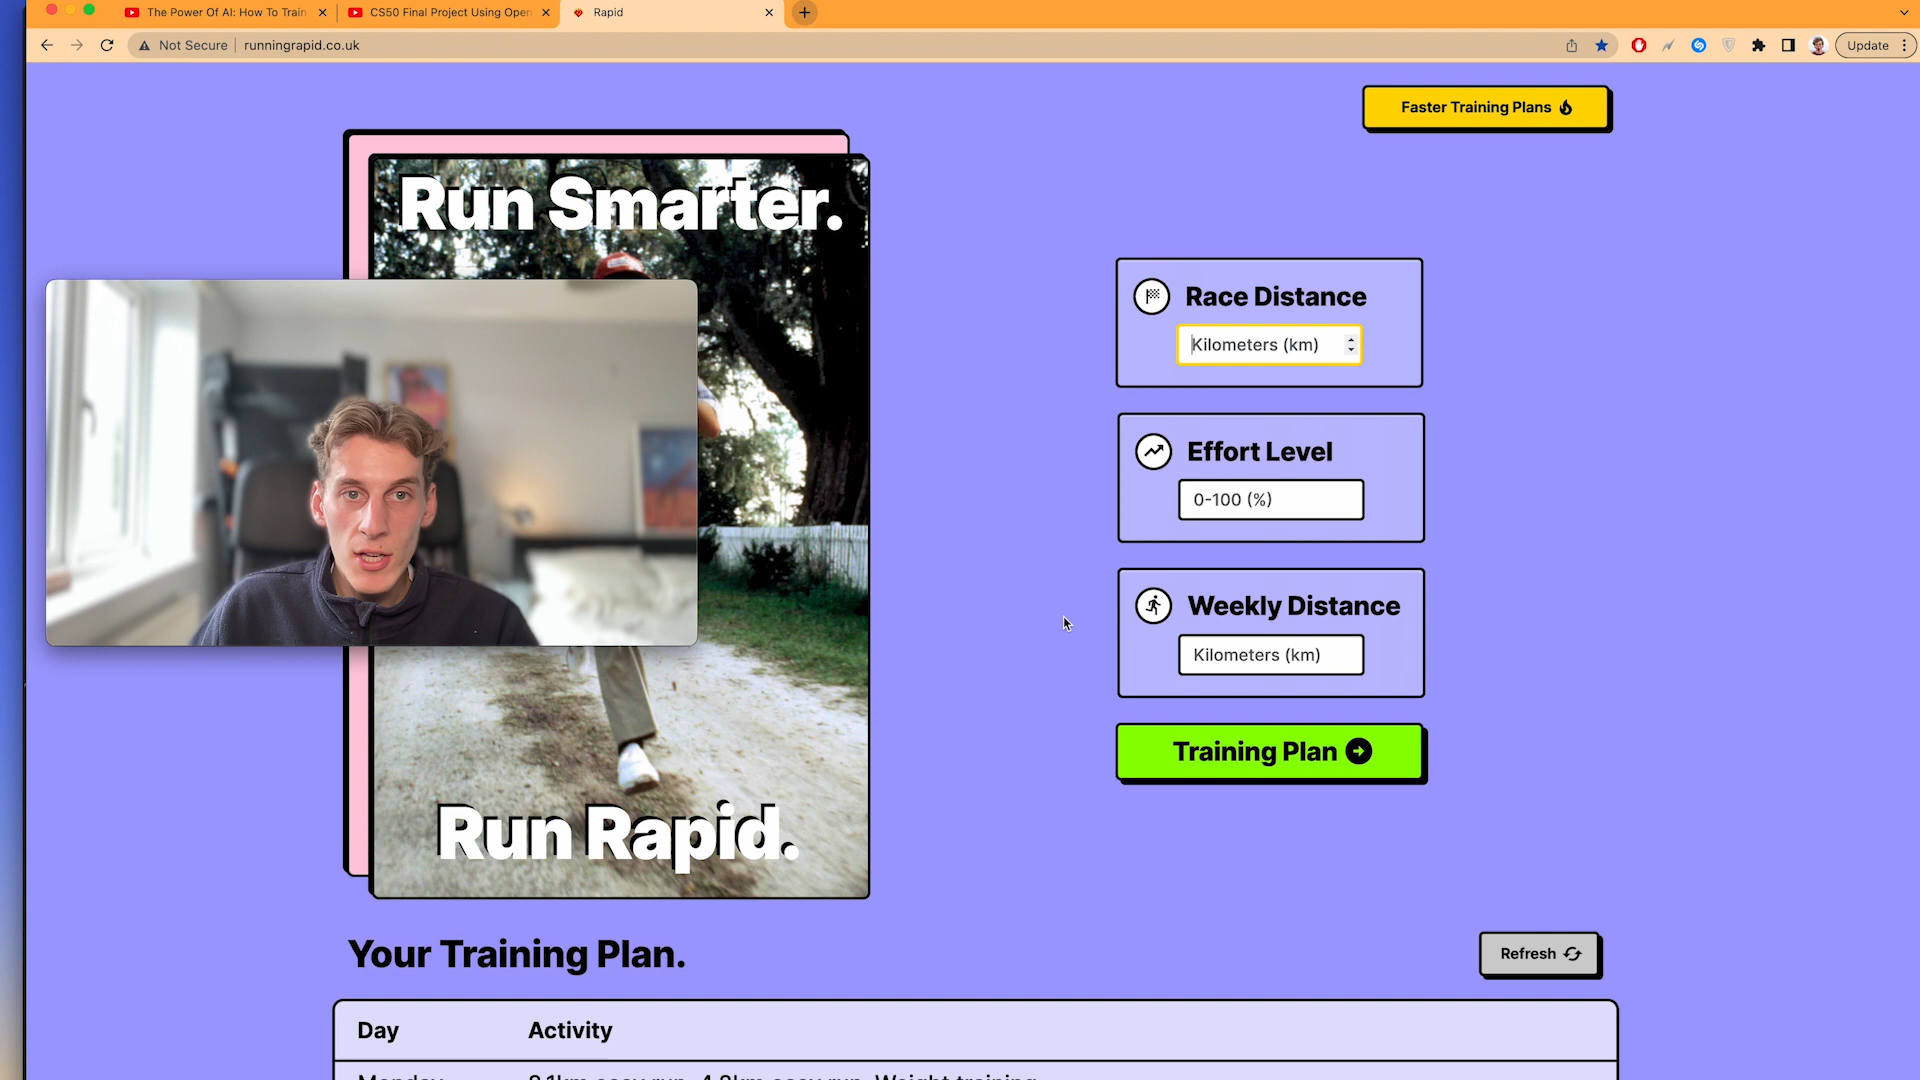 The Power Of AI: How To Train
CS50 Final Project Using Open
Rapid
Not Secure
runningrapid.co.uk
Update
Faster Training Plans
Run Smarter.
Race Distance
Kilometers (km)
Effort Level
0-100 (%)
Weekly Distance
Kilometers (km)
Training Plan
Run Rapid.
Your Training Plan.
Refresh
Day Activity